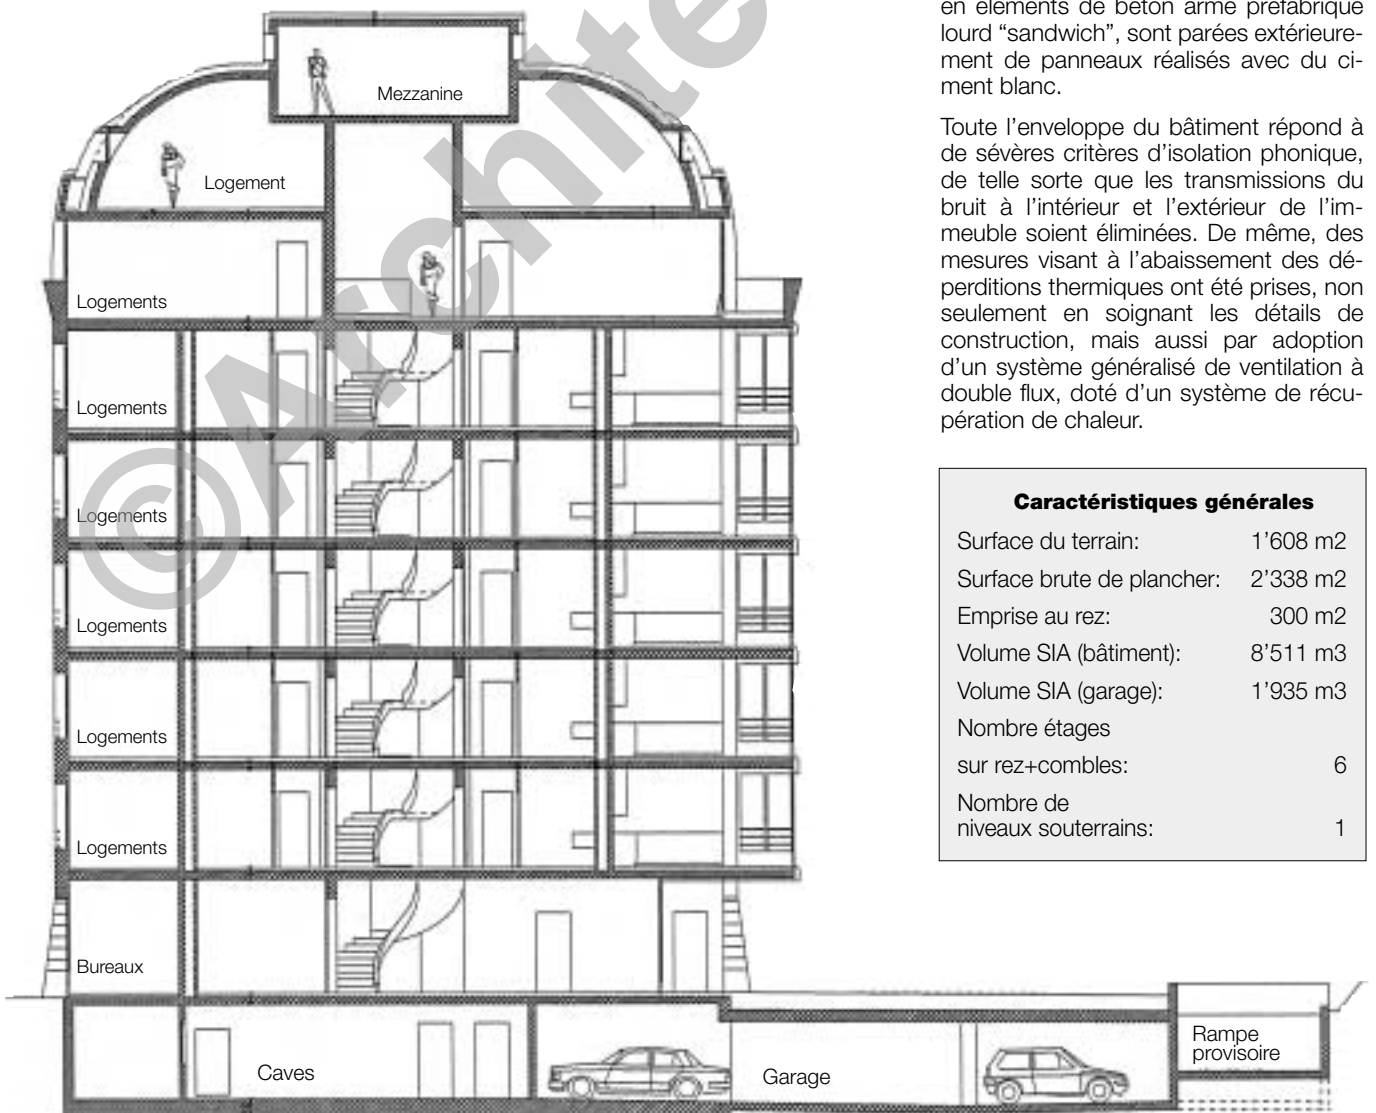 en éléments de béton armé préfabriqué
lourd “sandwich”, sont parées extérieure-
ment de panneaux réalisés avec du ci-
ment blanc.
Toute l’enveloppe du bâtiment répond à
de sévères critères d’isolation phonique,
de telle sorte que les transmissions du
bruit à l’intérieur et l’extérieur de l’im-
meuble soient éliminées. De même, des
mesures visant à l’abaissement des dé-
perditions thermiques ont été prises, non
seulement en soignant les détails de
construction, mais aussi par adoption
d’un système généralisé de ventilation à
double flux, doté d’un système de récu-
pération de chaleur.
Caractéristiques générales
Surface du terrain: 1’608 m2
Surface brute de plancher: 2’338 m2
Emprise au rez: 300 m2
Volume SIA (bâtiment): 8’511 m3
Volume SIA (garage): 1’935 m3
Nombre étages
sur rez+combles: 6
Nombre de
niveaux souterrains: 1
Mezzanine
Logement
Logements
Logements
Logements
Logements
Logements
Logements
Bureaux
Caves
Garage
Rampe
provisoire
©Archite